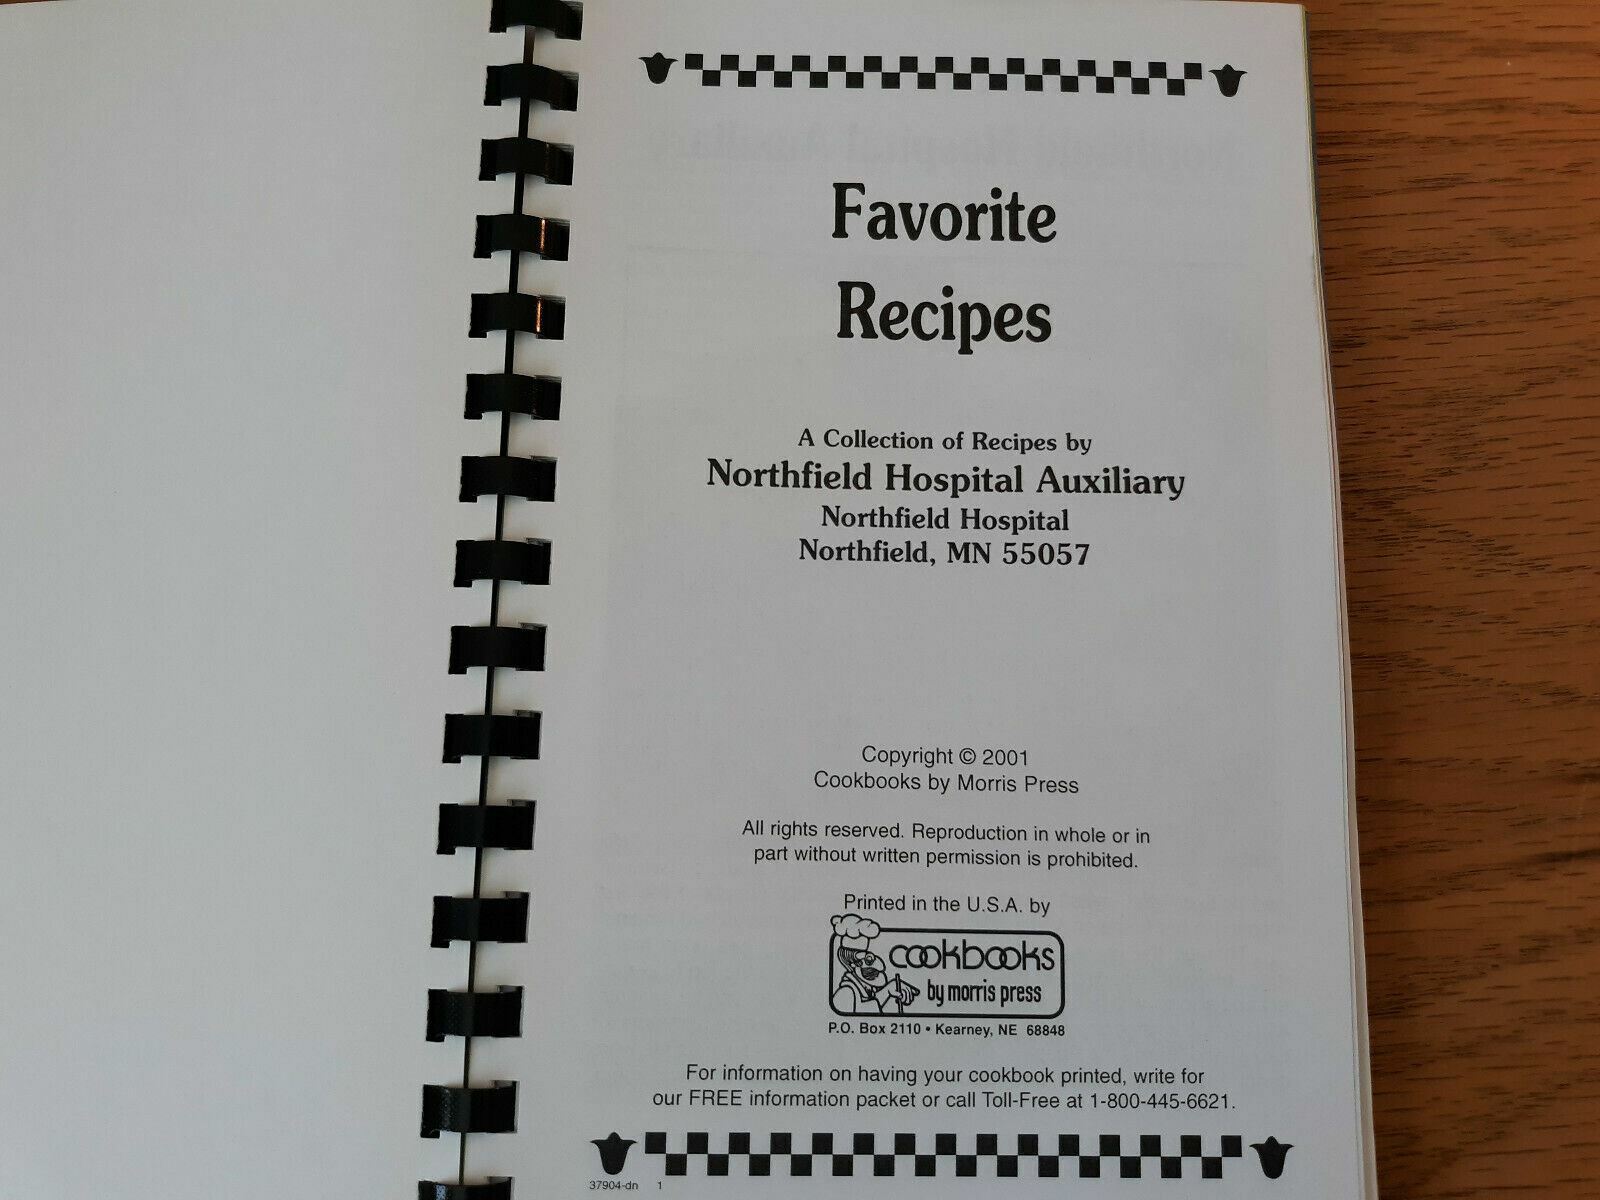 Favorite
Recipes
A Collection of Recipes by
Northfield Hospital Auxiliary
Northfield Hospital
Northfield, MN 55057
Copyright © 2001
Cookbooks by Morris Press
All rights reserved. Reproduction in whole or in
part without written permission is prohibited.
Printed in the U.S.A. by
cookbooks
by morris press
P.O. Box 2110 • Kearney, NE 68848
For information on having your cookbook printed, write for
our FREE information packet or call Toll-Free at 1-800-445-6621.
37904-dn 1